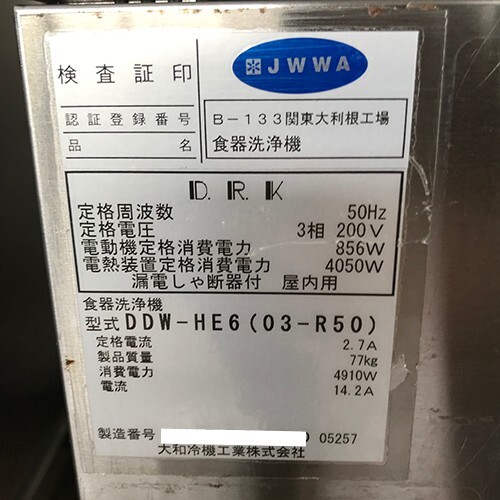 検査証印
JWWA
認証登録番号 B-133関東大利根工場
品名 食器洗浄機
D.R.K
定格周波数 50Hz
定格電圧 3相 200V
電動機定格消費電力 856W
電熱装置定格消費電力 4050W
漏電しゃ断器付 屋内用
食器洗浄機
型式 DDW-HE6(03-R50)
定格電流 2.7A
製品質量 77kg
消費電力 4910W
電流 14.2A
製造番号 05257
大和冷機工業株式会社